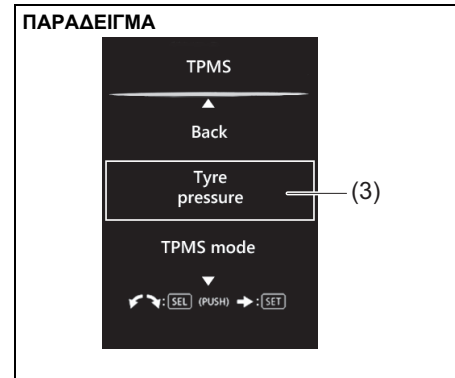 ΠΑΡΑΔΕΙΓΜΑ
TPMS
Back
Tyre
pressure
(3)
TPMS mode
:SEL (PUSH) :SET